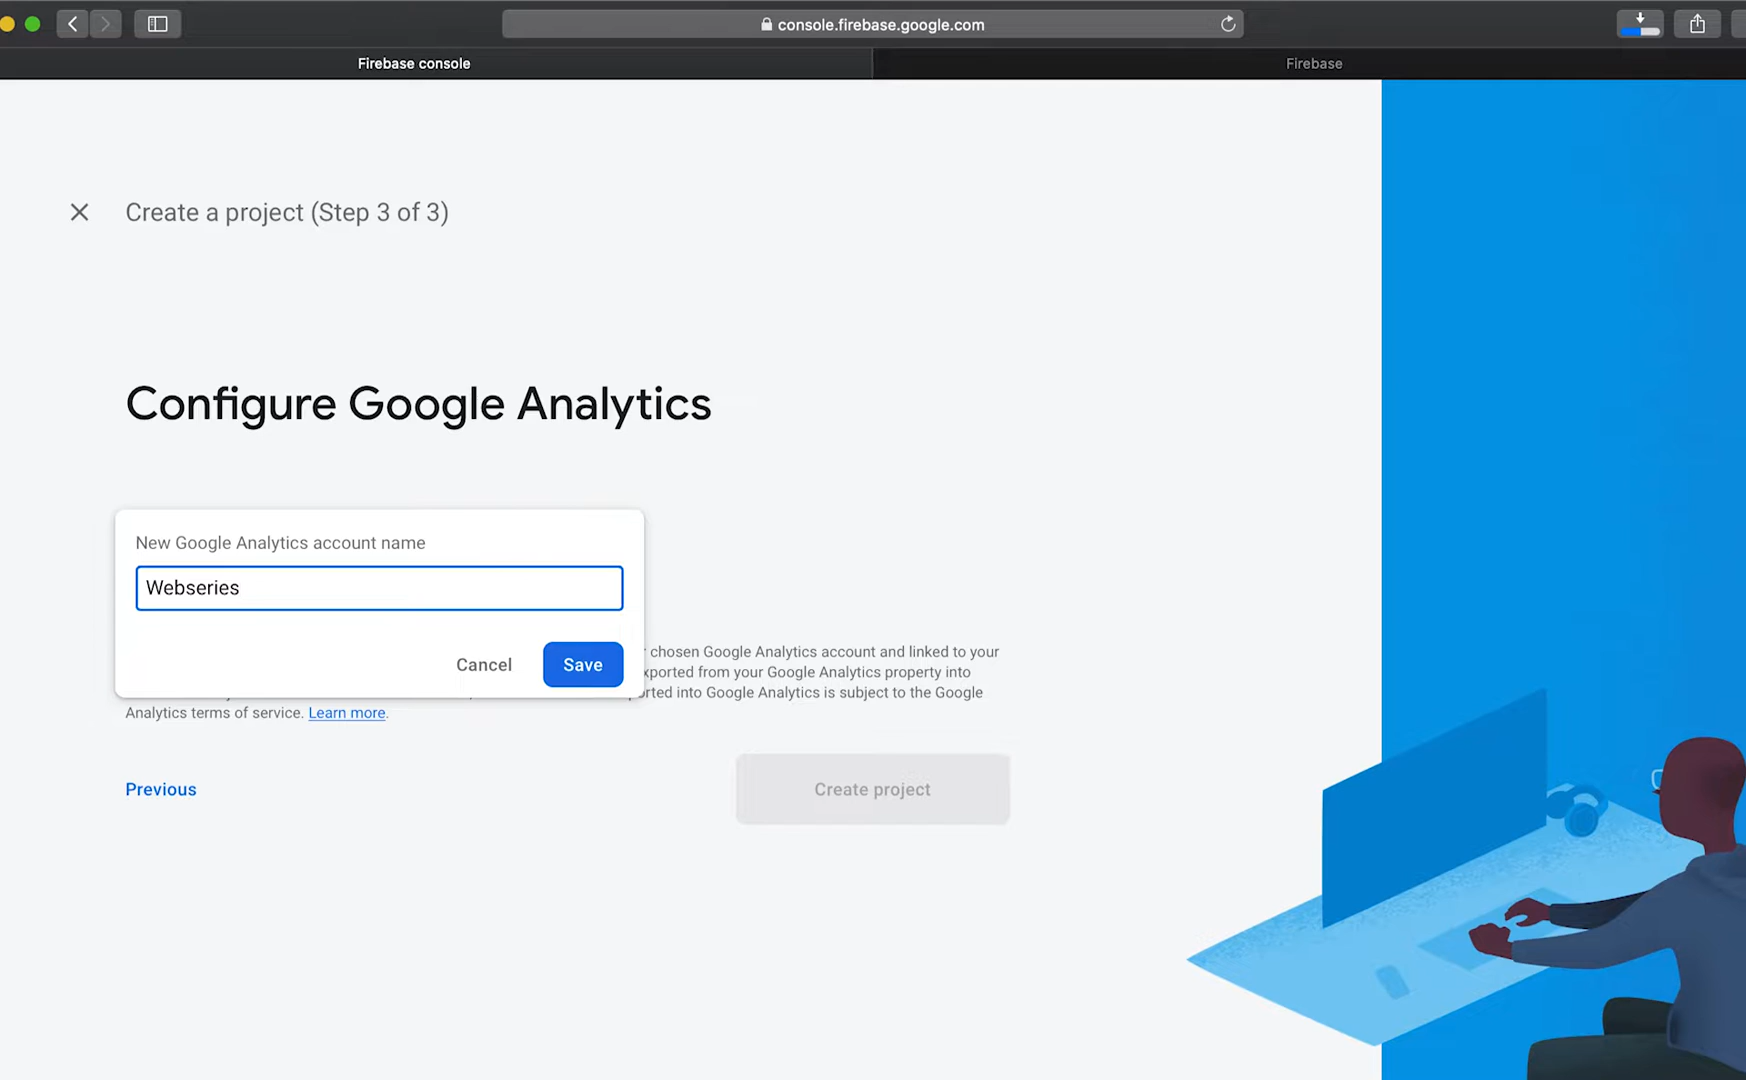 console.firebase.google.com
Firebase console
Firebase
Create a project (Step 3 of 3)
Configure Google Analytics
New Google Analytics account name
Webseries
Cancel
Save
chosen Google Analytics account and linked to your
exported from your Google Analytics property into
into Google Analytics is subject to the Google
Analytics terms of service. Learn more.
Previous
Create project